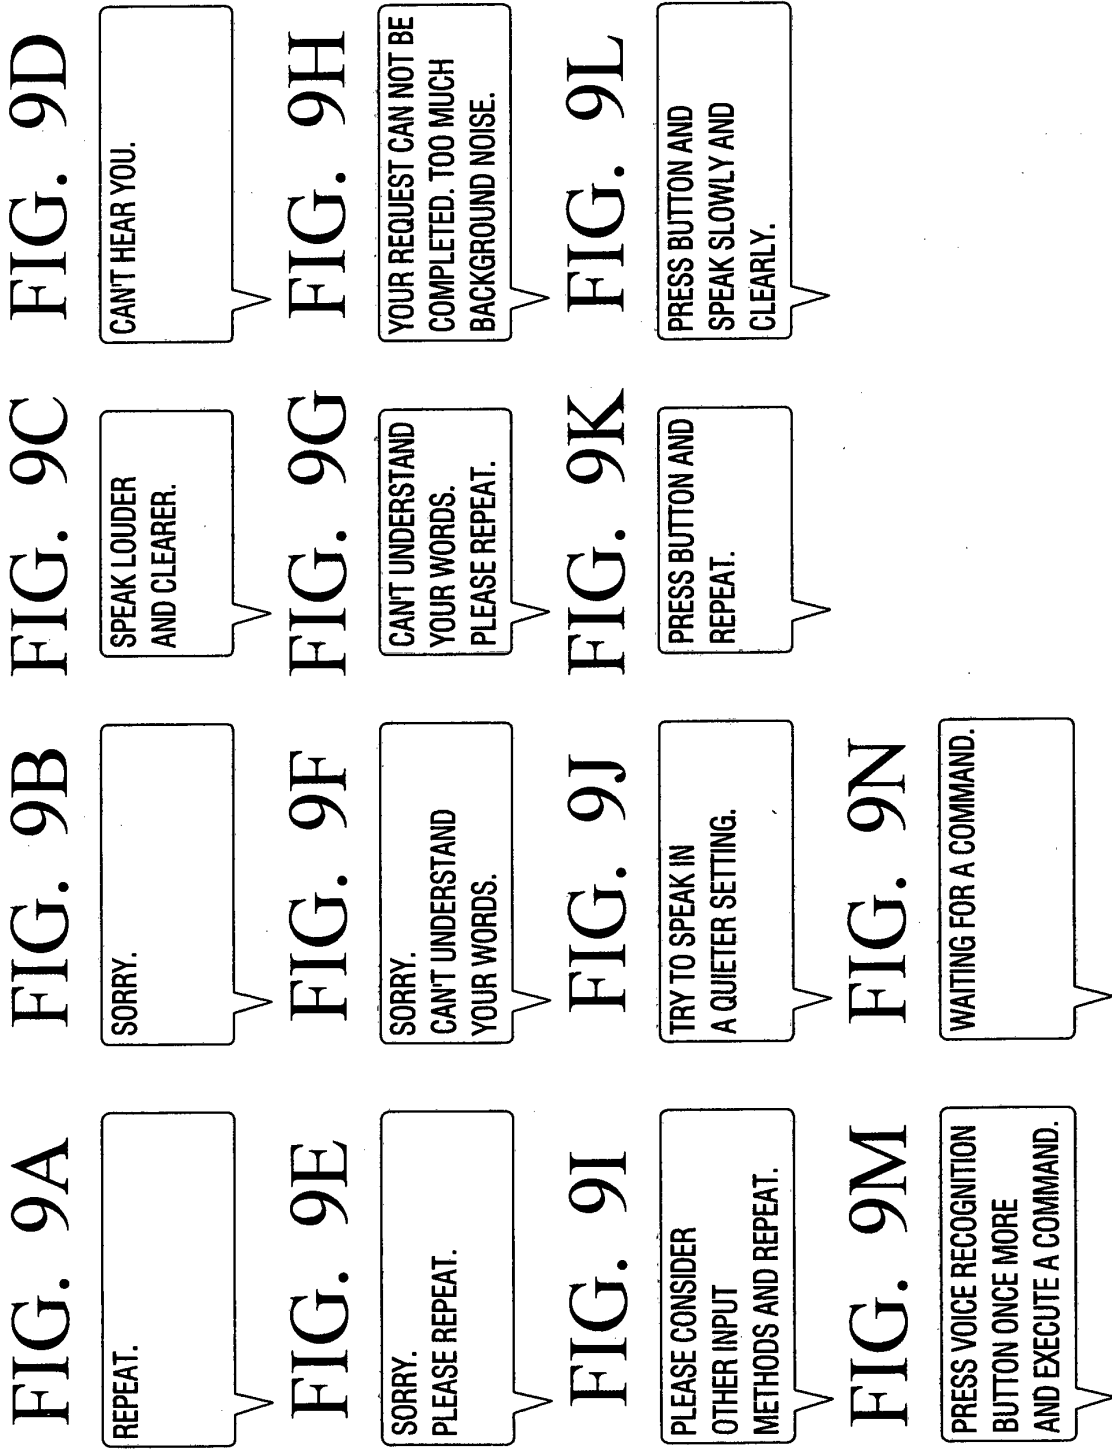 FIG. 9A
REPEAT.
FIG. 9B
SORRY.
FIG. 9C
SPEAK LOUDER
AND CLEARER.
FIG. 9D
CAN'T HEAR YOU.
FIG. 9E
SORRY.
PLEASE REPEAT.
FIG. 9F
SORRY.
CAN'T UNDERSTAND
YOUR WORDS.
FIG. 9G
CAN'T UNDERSTAND
YOUR WORDS.
PLEASE REPEAT.
FIG. 9H
YOUR REQUEST CAN NOT BE
COMPLETED. TOO MUCH
BACKGROUND NOISE.
FIG. 9I
PLEASE CONSIDER
OTHER INPUT
METHODS AND REPEAT.
FIG. 9J
TRY TO SPEAK IN
A QUIETER SETTING.
FIG. 9K
PRESS BUTTON AND
REPEAT.
FIG. 9L
PRESS BUTTON AND
SPEAK SLOWLY AND
CLEARLY.
FIG. 9M
PRESS VOICE RECOGNITION
BUTTON ONCE MORE
AND EXECUTE A COMMAND.
FIG. 9N
WAITING FOR A COMMAND.